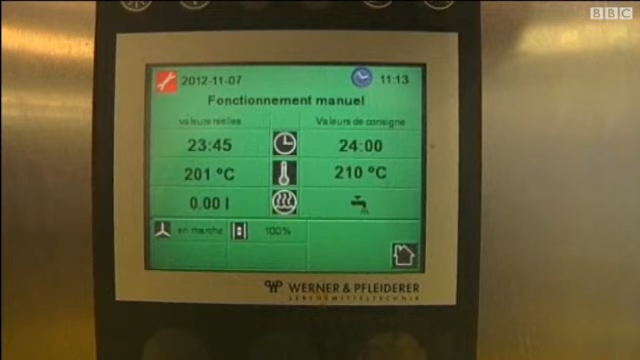 BBC
2012-11-07 11:13
Fonctionnement manuel
valeurs réelles Valeurs de consigne
23:45 24:00
201 °C 210 °C
0.00 l
en marche 100%
WERNER & PFLEIDERER
LEBENSMITTELTECHNIK